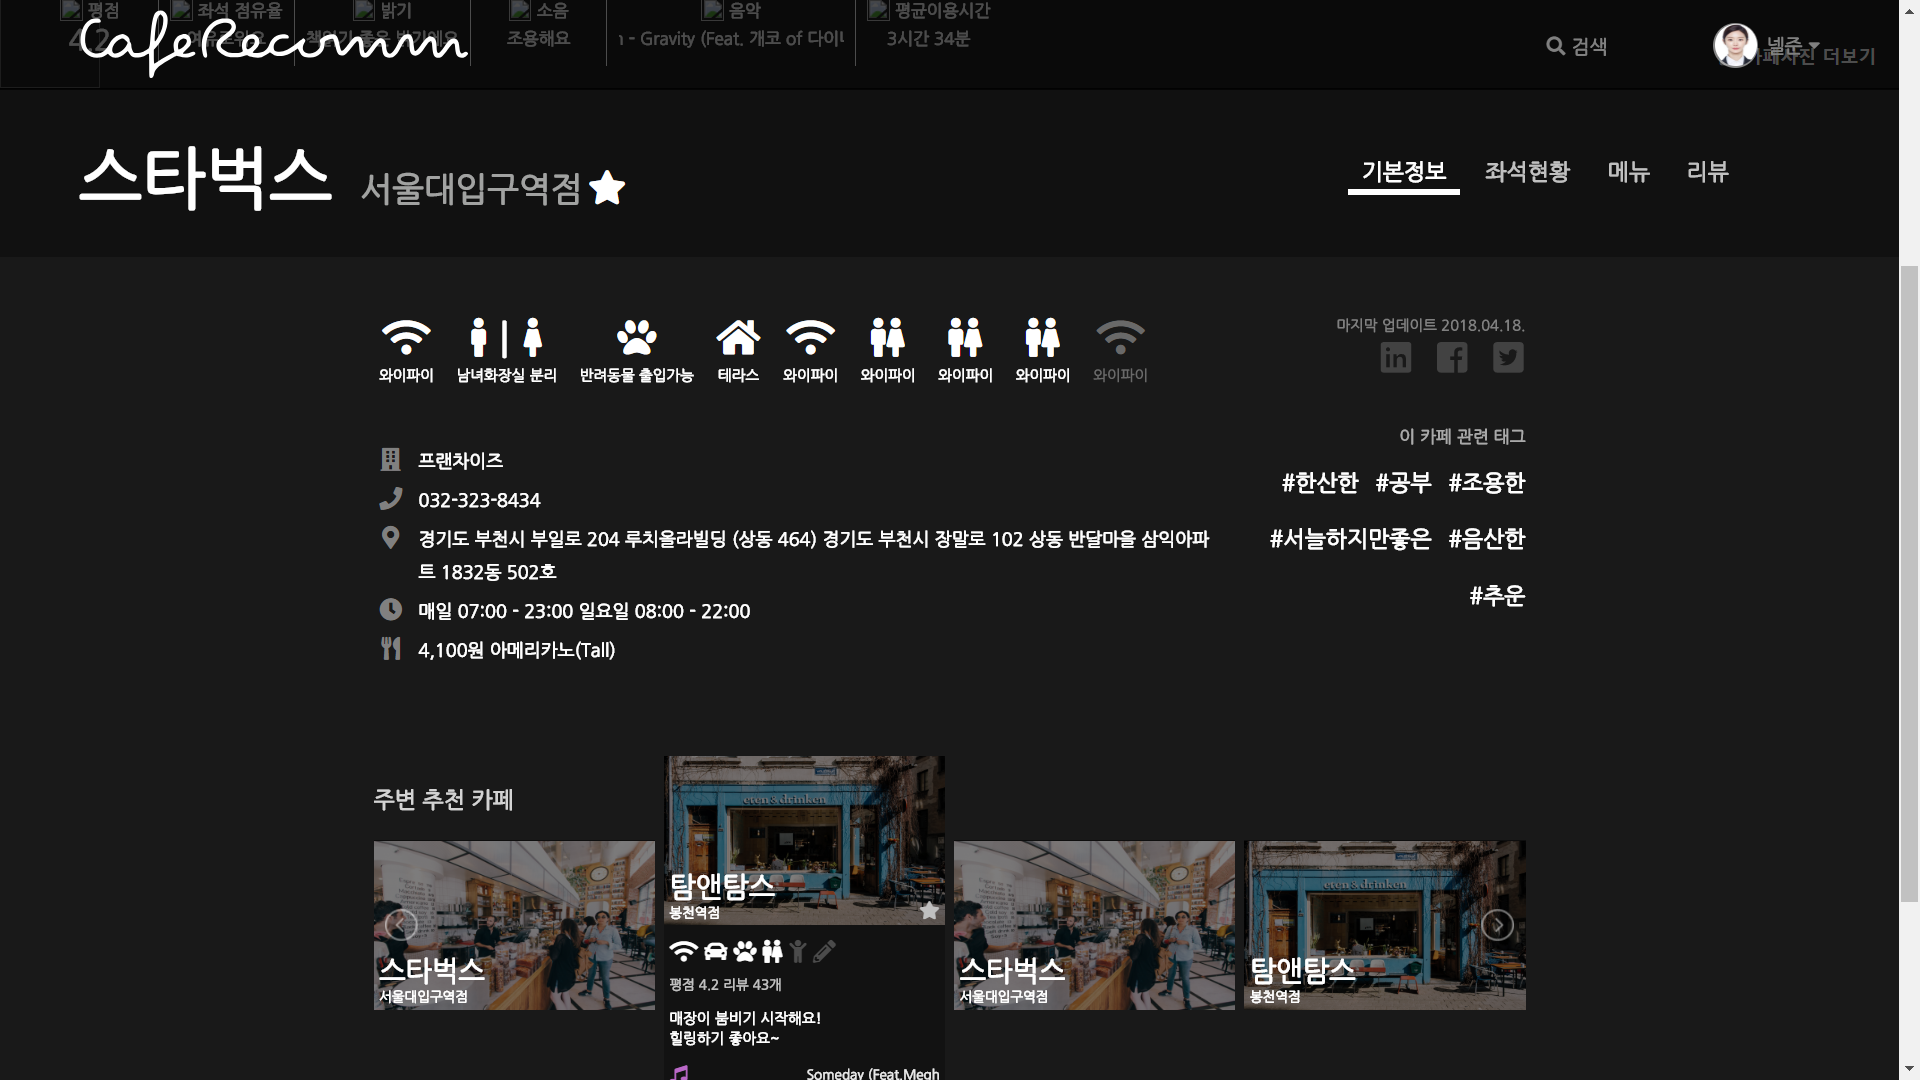 평점 좌석 점유율 밝기 소음 음악 평균이용시간
4.2 조용해요 - Gravity (Feat. 개코 of 3시간 34분
CafeRecomm
검색
넬준
더보기
스타벅스 서울대입구역점
기본정보 좌석현황 메뉴 리뷰
와이파이 남녀화장실 분리 반려동물 출입가능 테라스 와이파이 와이파이 와이파이 와이파이 와이파이
마지막 업데이트 2018.04.18.
프랜차이즈
032-323-8434
경기도 부천시 부일로 204 루치올라빌딩 (상동 464) 경기도 부천시 장말로 102 상동 반달마을 삼익아파
트 1832동 502호
매일 07:00 - 23:00 일요일 08:00 - 22:00
4,100원 아메리카노(Tall)
이 카페 관련 태그
#한산한 #공부 #조용한
#서늘하지만좋은 #음산한
#추운
주변 추천 카페
스타벅스
서울대입구역점
eten & drinken
탐앤탐스
봉천역점
평점 4.2 리뷰 43개
매장이 붐비기 시작해요!
힐링하기 좋아요~
Someday (Feat.Megh
스타벅스
서울대입구역점
eten & drinken
탐앤탐스
봉천역점